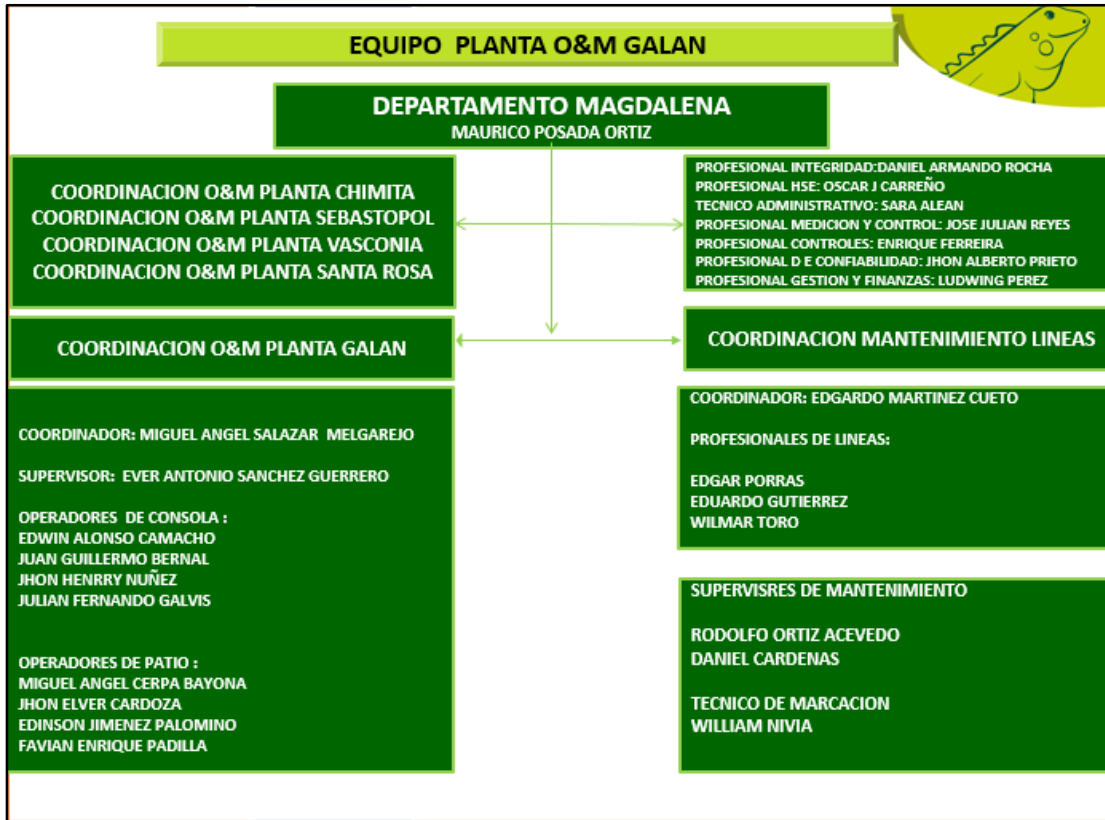 EQUIPO PLANTA O&M GALAN
DEPARTAMENTO MAGDALENA
MAURICO POSADA ORTIZ
COORDINACION O&M PLANTA CHIMITA
COORDINACION O&M PLANTA SEBASTOPOL
COORDINACION O&M PLANTA VASCONIA
COORDINACION O&M PLANTA SANTA ROSA
PROFESIONAL INTEGRIDAD:DANIEL ARMANDO ROCHA
PROFESIONAL HSE: OSCAR J CARREÑO
TECNICO ADMINISTRATIVO: SARA ALEAN
PROFESIONAL MEDICION Y CONTROL: JOSE JULIAN REYES
PROFESIONAL CONTROLES: ENRIQUE FERREIRA
PROFESIONAL D E CONFIABILIDAD: JHON ALBERTO PRIETO
PROFESIONAL GESTION Y FINANZAS: LUDWING PEREZ
COORDINACION O&M PLANTA GALAN
COORDINACION MANTENIMIENTO LINEAS
COORDINADOR: MIGUEL ANGEL SALAZAR MELGAREJO
SUPERVISOR: EVER ANTONIO SANCHEZ GUERRERO
OPERADORES DE CONSOLA :
EDWIN ALONSO CAMACHO
JUAN GUILLERMO BERNAL
JHON HENRRY NUÑEZ
JULIAN FERNANDO GALVIS
OPERADORES DE PATIO :
MIGUEL ANGEL CERPA BAYONA
JHON ELVER CARDOZA
EDINSON JIMENEZ PALOMINO
FAVIAN ENRIQUE PADILLA
COORDINADOR: EDGARDO MARTINEZ CUETO
PROFESIONALES DE LINEAS:
EDGAR PORRAS
EDUARDO GUTIERREZ
WILMAR TORO
SUPERVISRES DE MANTENIMIENTO
RODOLFO ORTIZ ACEVEDO
DANIEL CARDENAS
TECNICO DE MARCACION
WILLIAM NIVIA